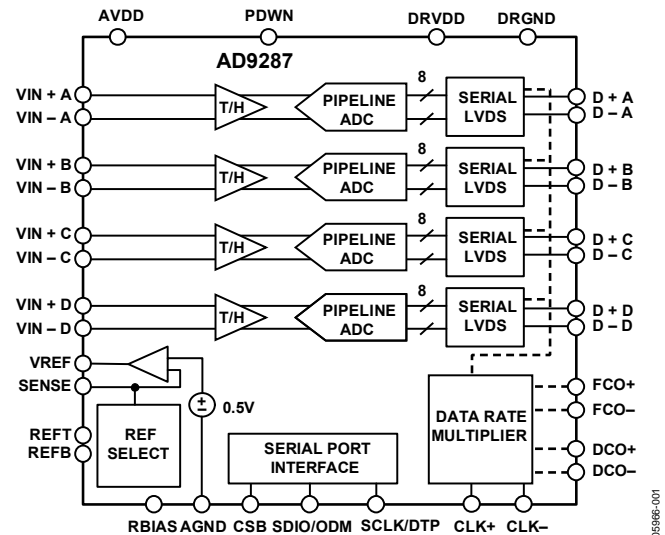 AVDD
PDWN
DRVDD
DRGND
AD9287
VIN + A
VIN – A
T/H
PIPELINE
ADC
8
SERIAL
LVDS
D + A
D – A
VIN + B
VIN – B
T/H
PIPELINE
ADC
8
SERIAL
LVDS
D + B
D – B
VIN + C
VIN – C
T/H
PIPELINE
ADC
8
SERIAL
LVDS
D + C
D – C
VIN + D
VIN – D
T/H
PIPELINE
ADC
8
SERIAL
LVDS
D + D
D – D
VREF
SENSE
REFT
REFB
REF
SELECT
+
–
0.5V
SERIAL PORT
INTERFACE
DATA RATE
MULTIPLIER
FCO+
FCO–
DCO+
DCO–
RBIAS
AGND
CSB
SDIO/ODM
SCLK/DTP
CLK+
CLK–
05966-001